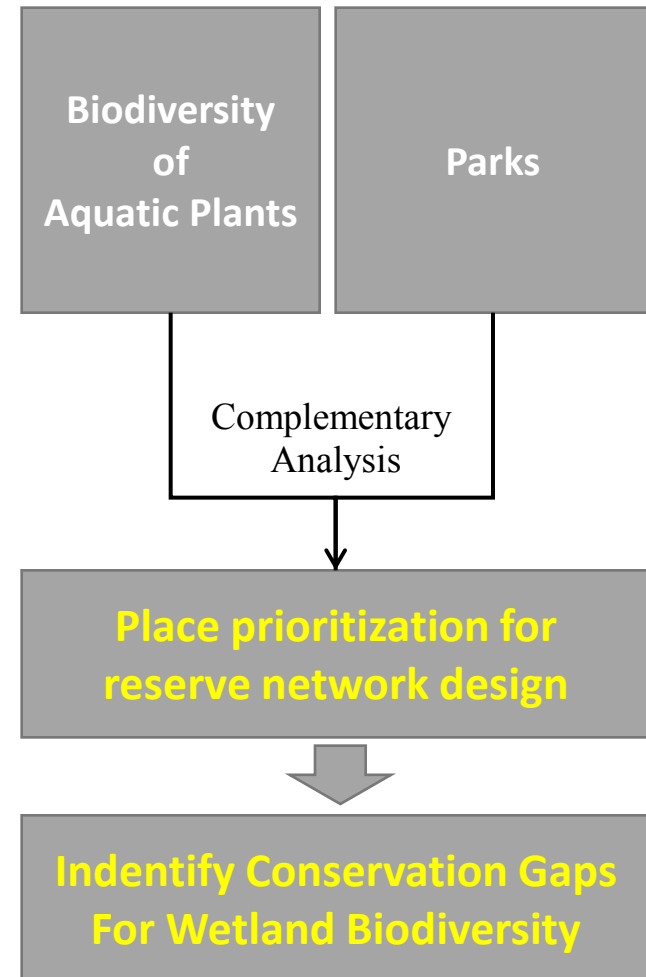 Biodiversity
of
Aquatic Plants
Parks
Complementary
Analysis
Place prioritization for
reserve network design
Indentify Conservation Gaps
For Wetland Biodiversity